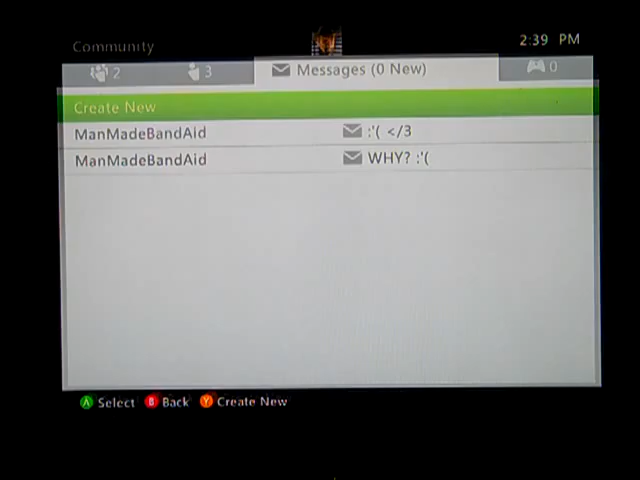 Community
2:39 PM
2
3
Messages (0 New)
0
Create New
ManMadeBandAid :'( </3
ManMadeBandAid WHY? :'(
A Select B Back Y Create New